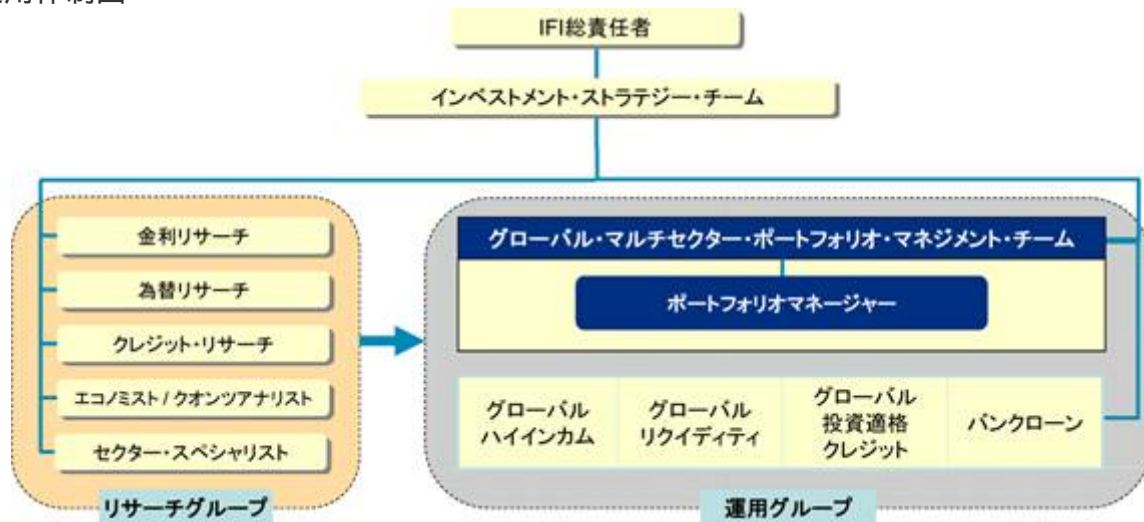 IFI総責任者
インベストメント・ストラテジー・チーム
金利リサーチ
為替リサーチ
クレジット・リサーチ
エコノミスト / クオンツアナリスト
セクター・スペシャリスト
リサーチグループ
グローバル・マルチセクター・ポートフォリオ・マネジメント・チーム
ポートフォリオマネージャー
グローバル
ハイインカム
グローバル
リクイディティ
グローバル
投資適格
クレジット
バンクローン
運用グループ